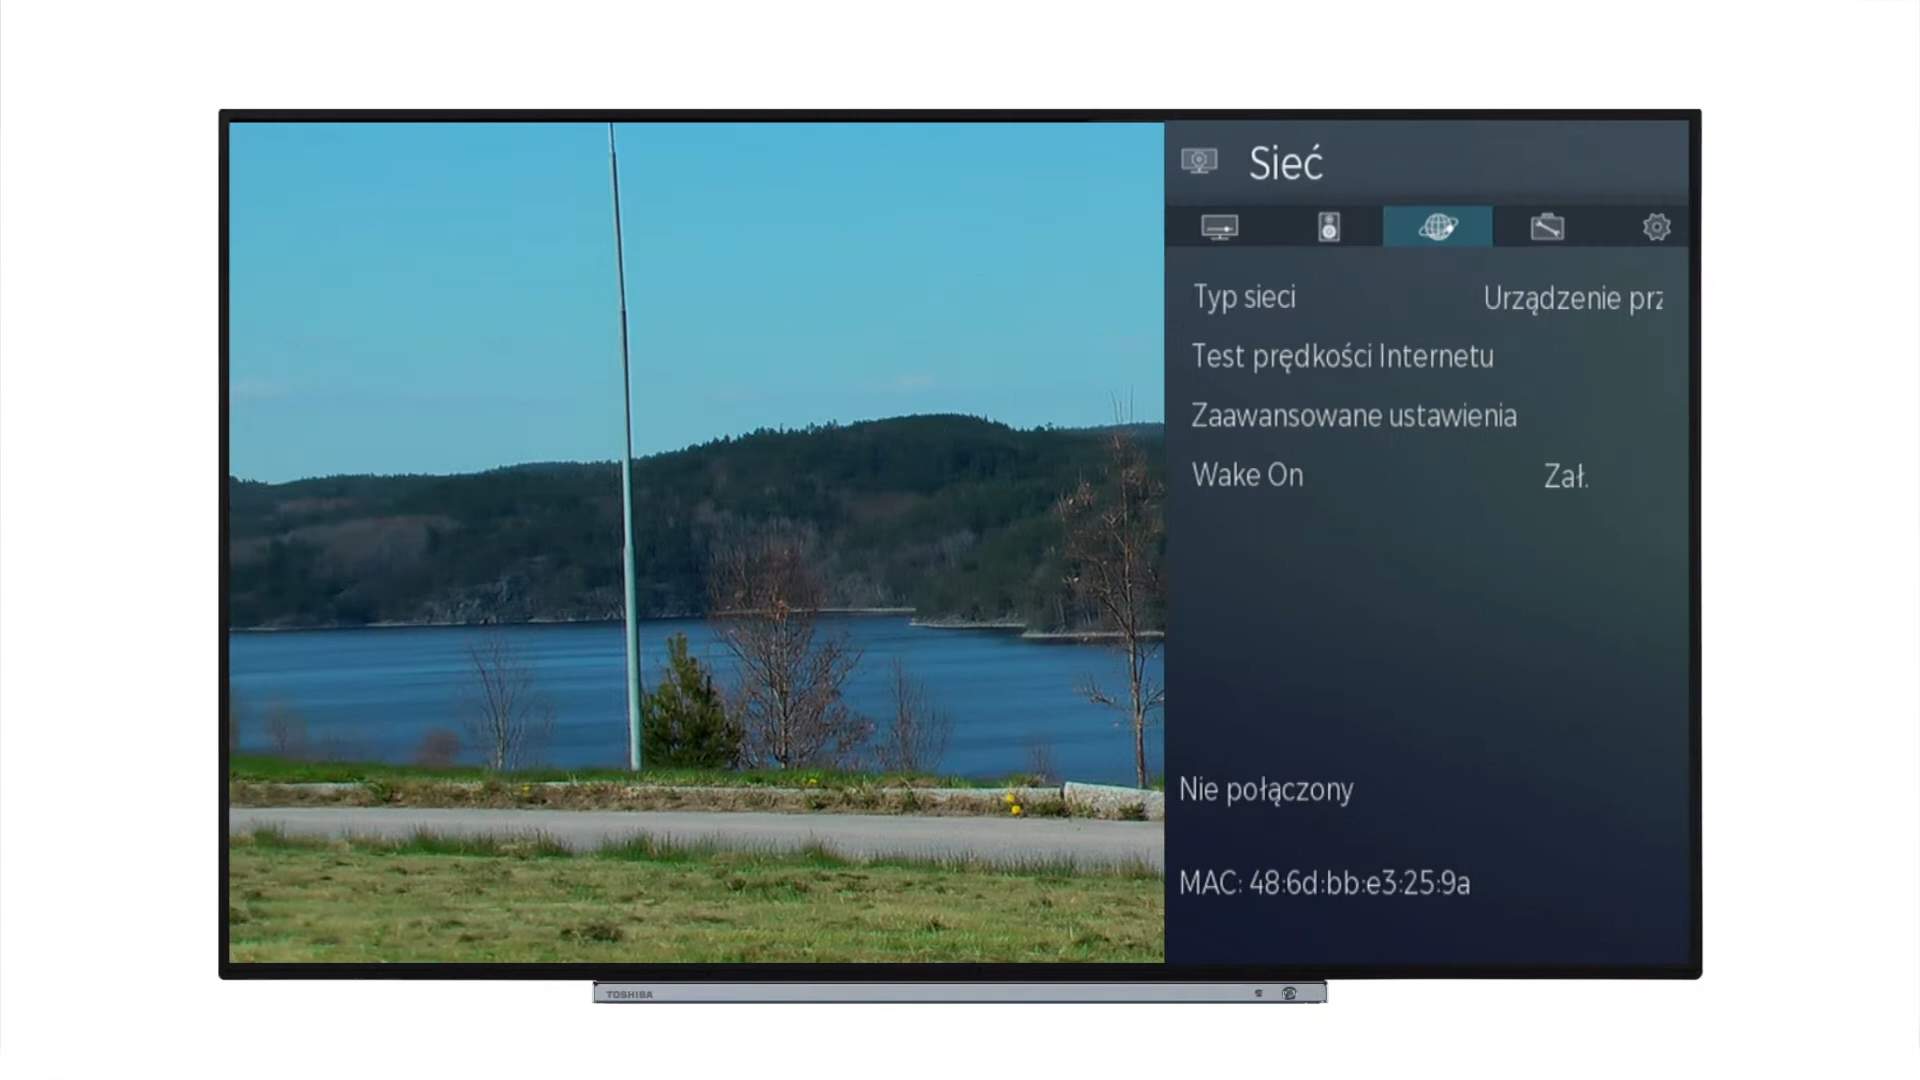 Sieć
Typ sieci Urządzenie prz
Test prędkości Internetu
Zaawansowane ustawienia
Wake On Zał.
Nie połączony
MAC: 48:6d:bb:e3:25:9a
TOSHIBA